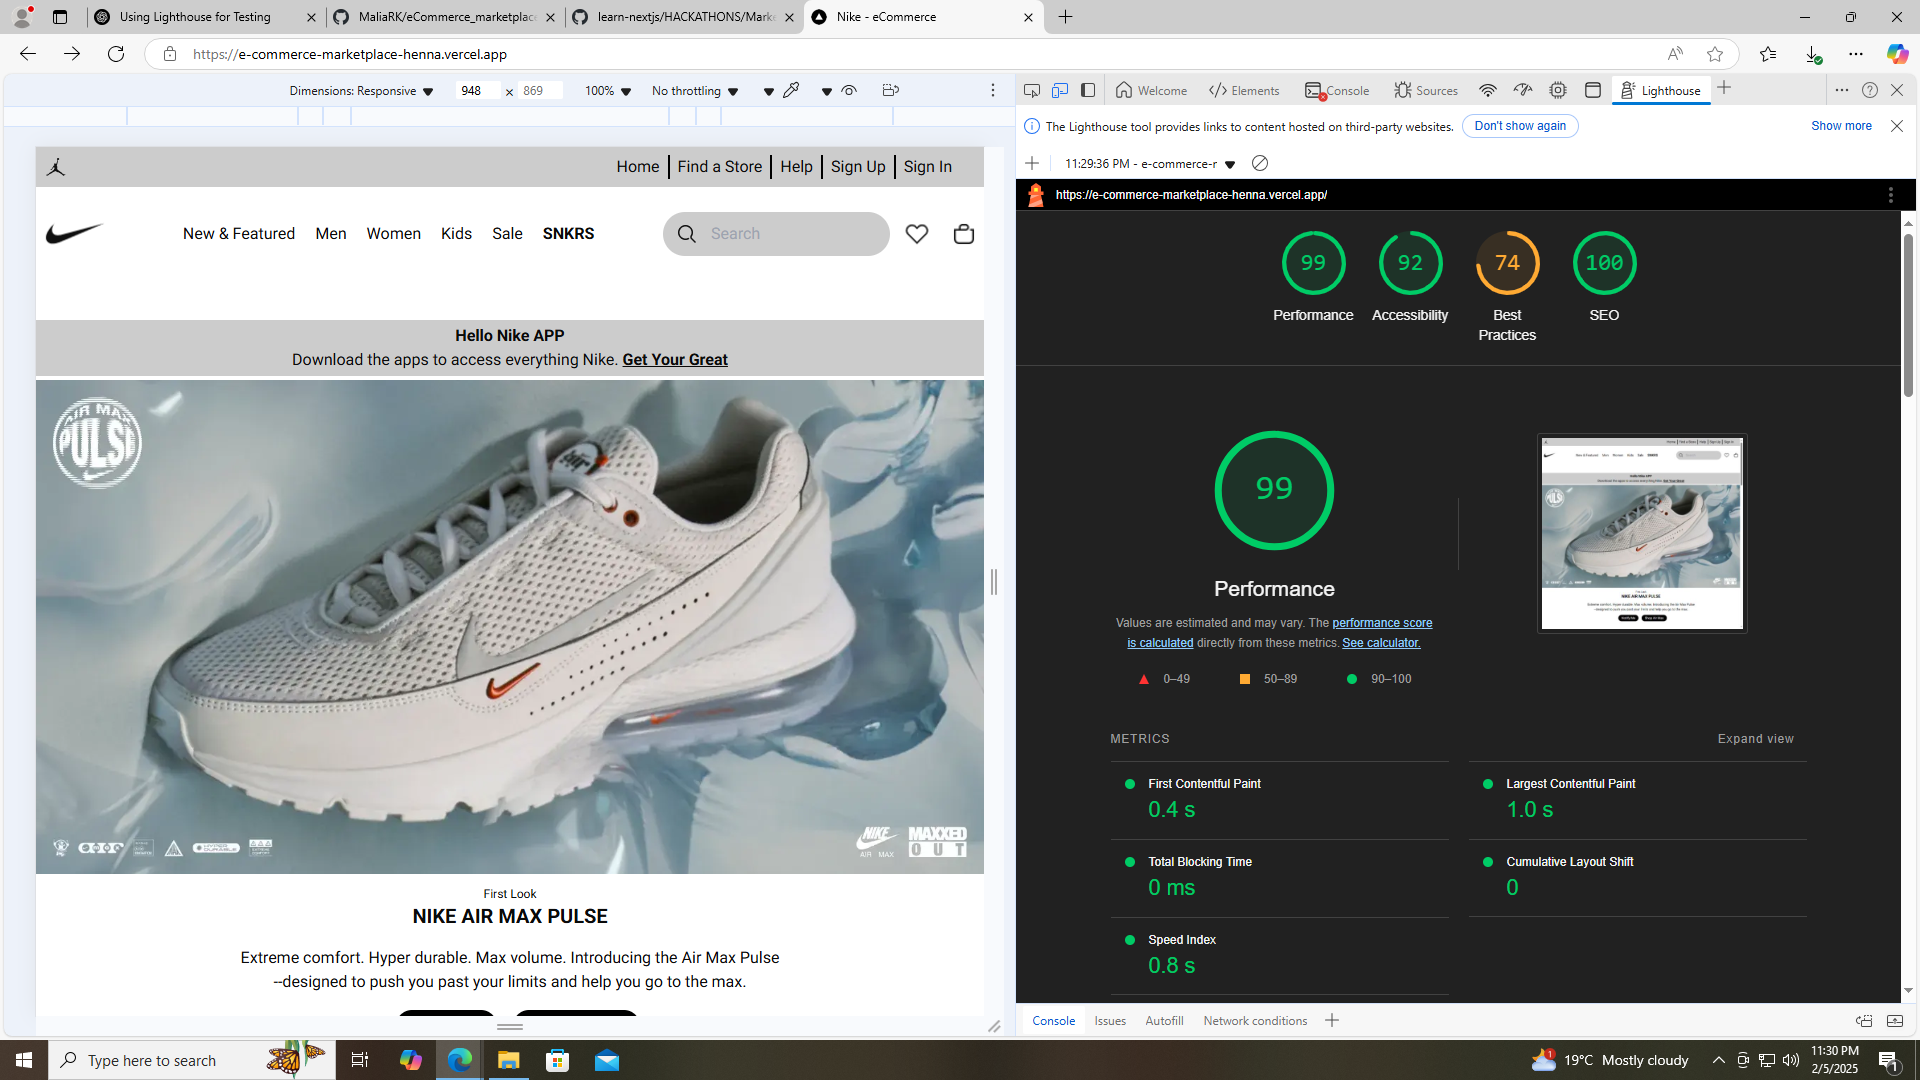 Using Lighthouse for Testing
MaliaRK/eCommerce_marketplace
learn-nextjs/HACKATHONS/Marke
Nike - eCommerce
https://e-commerce-marketplace-henna.vercel.app
Dimensions: Responsive
948 × 869
100%
No throttling
Welcome
Elements
Console
Sources
Lighthouse
The Lighthouse tool provides links to content hosted on third-party websites.
Don't show again
Show more
11:29:36 PM - e-commerce-r
https://e-commerce-marketplace-henna.vercel.app/
Home
Find a Store
Help
Sign Up
Sign In
New & Featured
Men
Women
Kids
Sale
SNKRS
Search
Hello Nike APP
Download the apps to access everything Nike. Get Your Great
AIR MAX
PULSE
NIKE
AIR MAX
MAXXED
OUT
First Look
NIKE AIR MAX PULSE
Extreme comfort. Hyper durable. Max volume. Introducing the Air Max Pulse
--designed to push you past your limits and help you go to the max.
99
Performance
92
Accessibility
74
Best
Practices
100
SEO
99
Performance
Values are estimated and may vary. The performance score
is calculated directly from these metrics. See calculator.
0–49
50–89
90–100
METRICS
Expand view
First Contentful Paint
0.4 s
Largest Contentful Paint
1.0 s
Total Blocking Time
0 ms
Cumulative Layout Shift
0
Speed Index
0.8 s
Console
Issues
Autofill
Network conditions
Type here to search
1
19°C Mostly cloudy
11:30 PM
2/5/2025
1